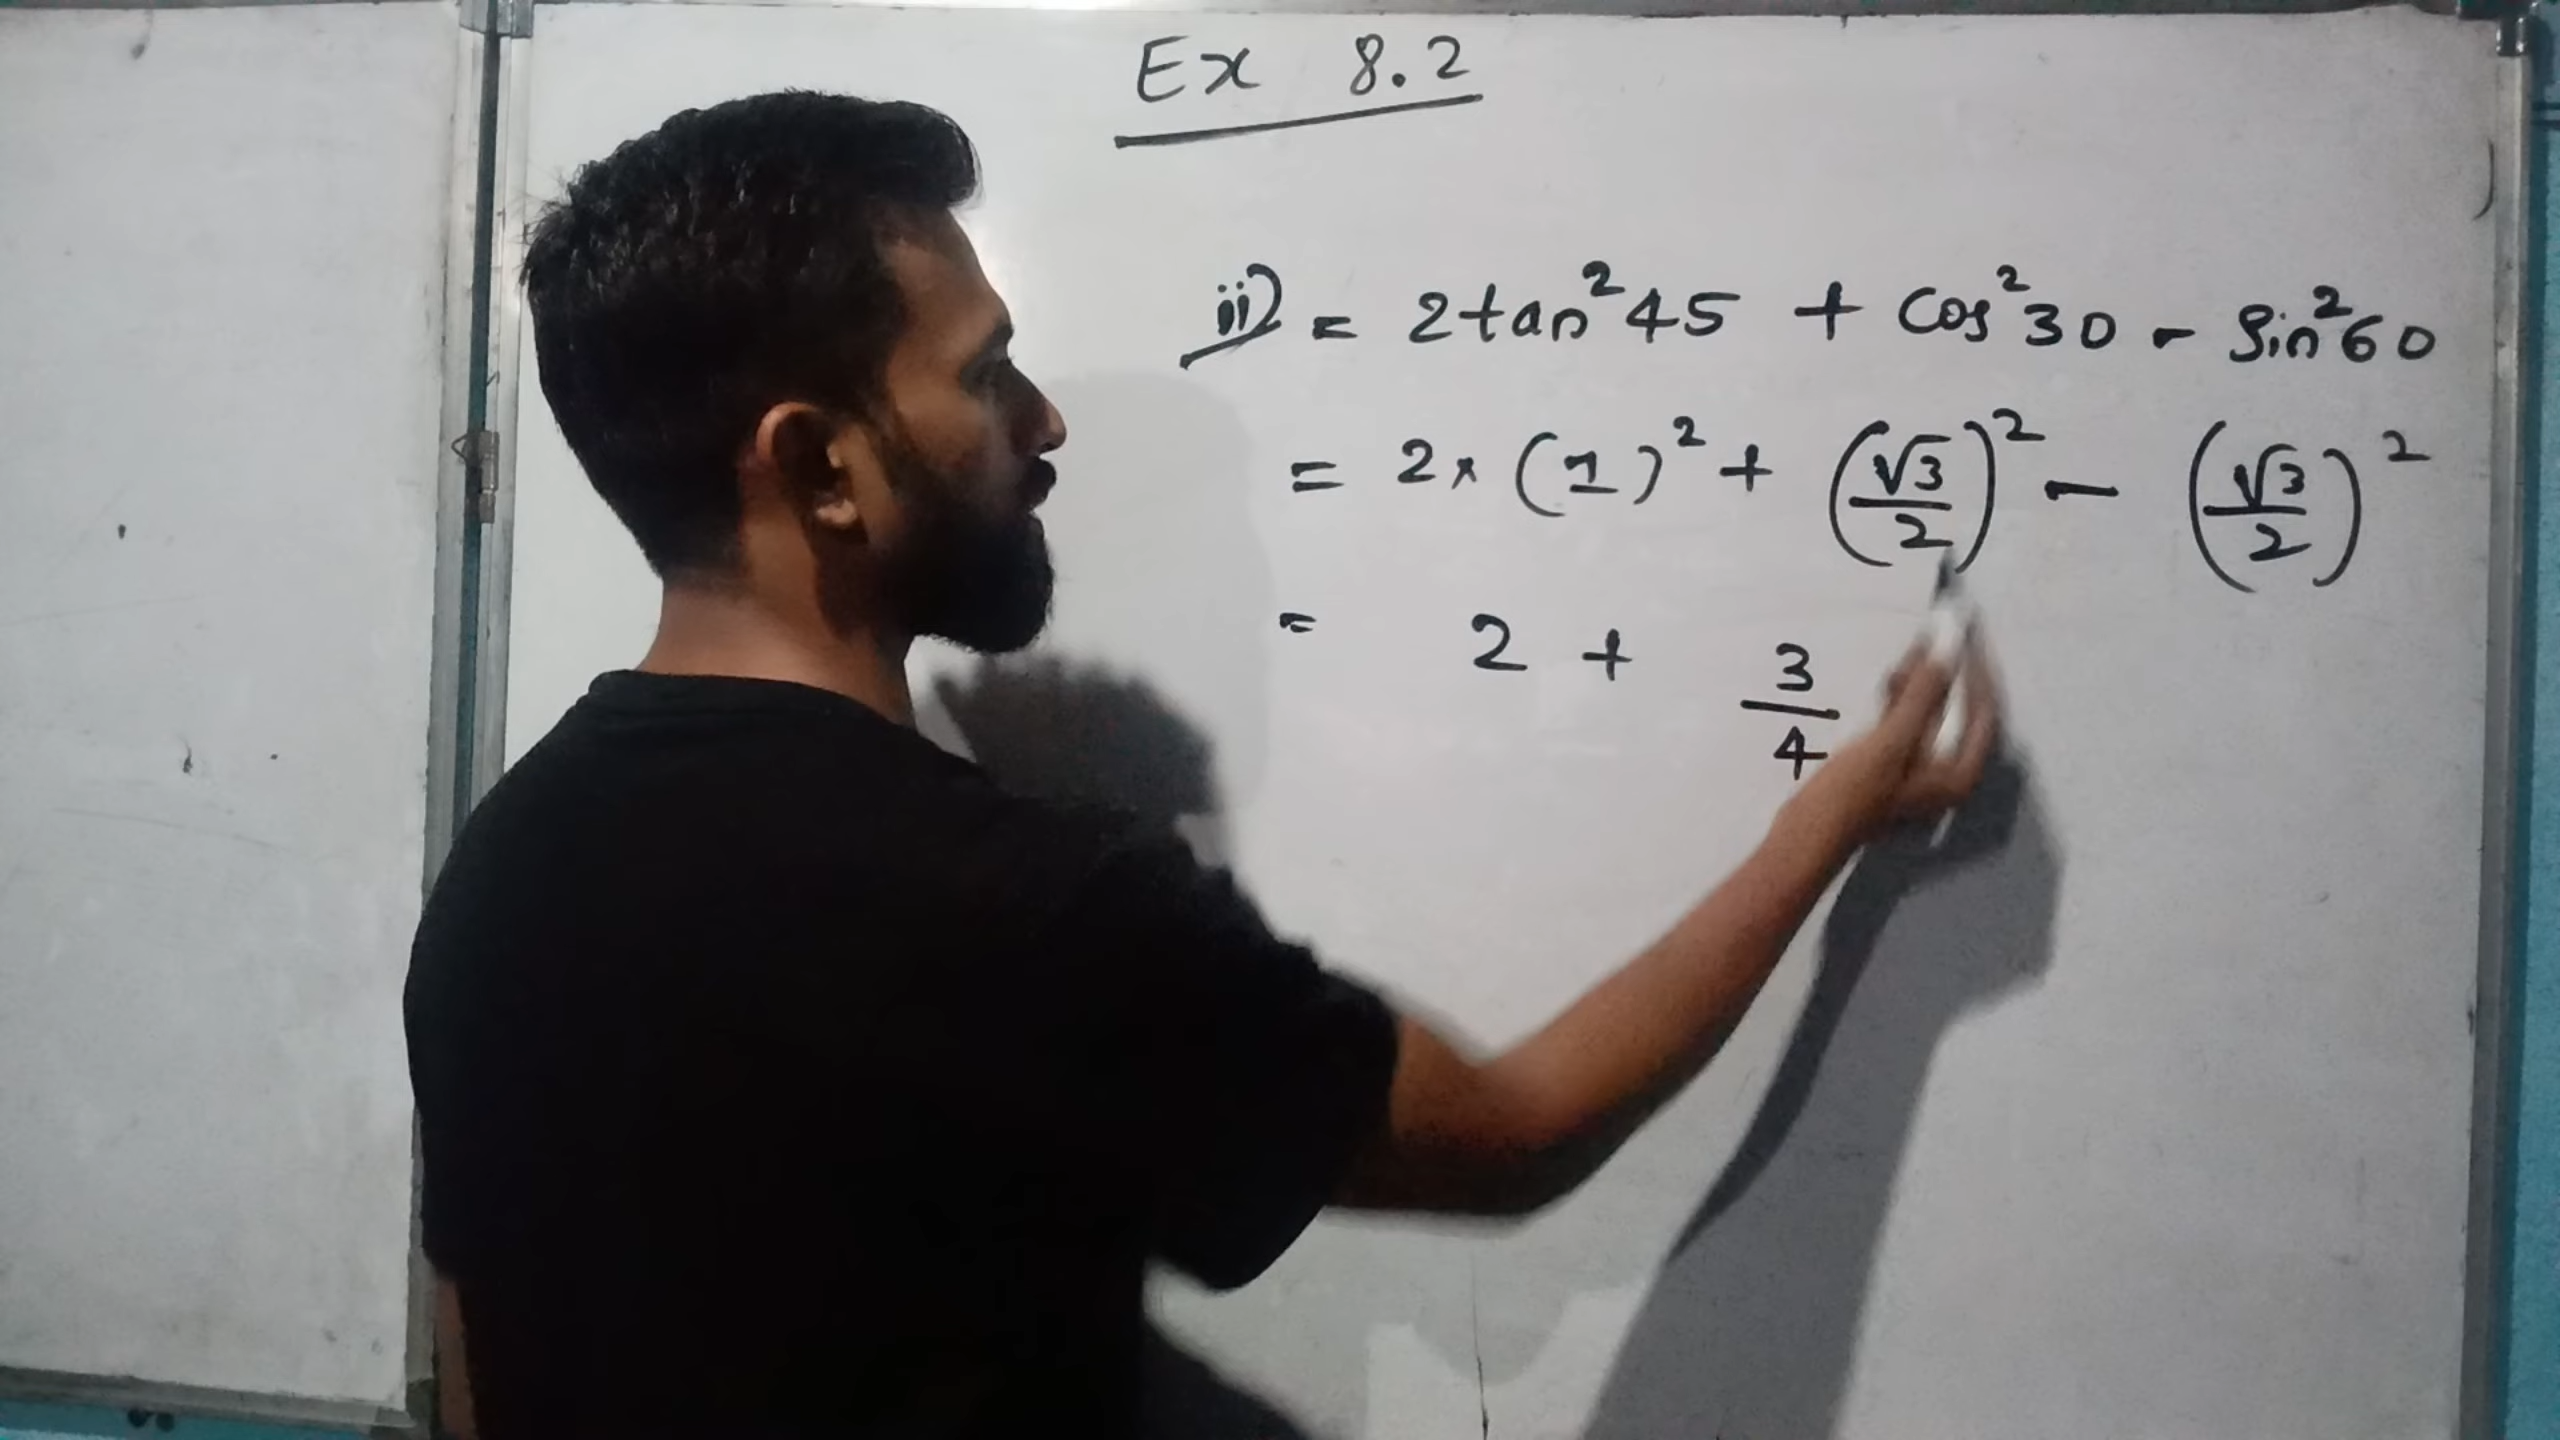 Ex 8.2
ii) = 2tan²45 + Cos²30 - Sin²60
= 2 × (1)² + (√3/2)² - (√3/2)²
= 2 + 3/4